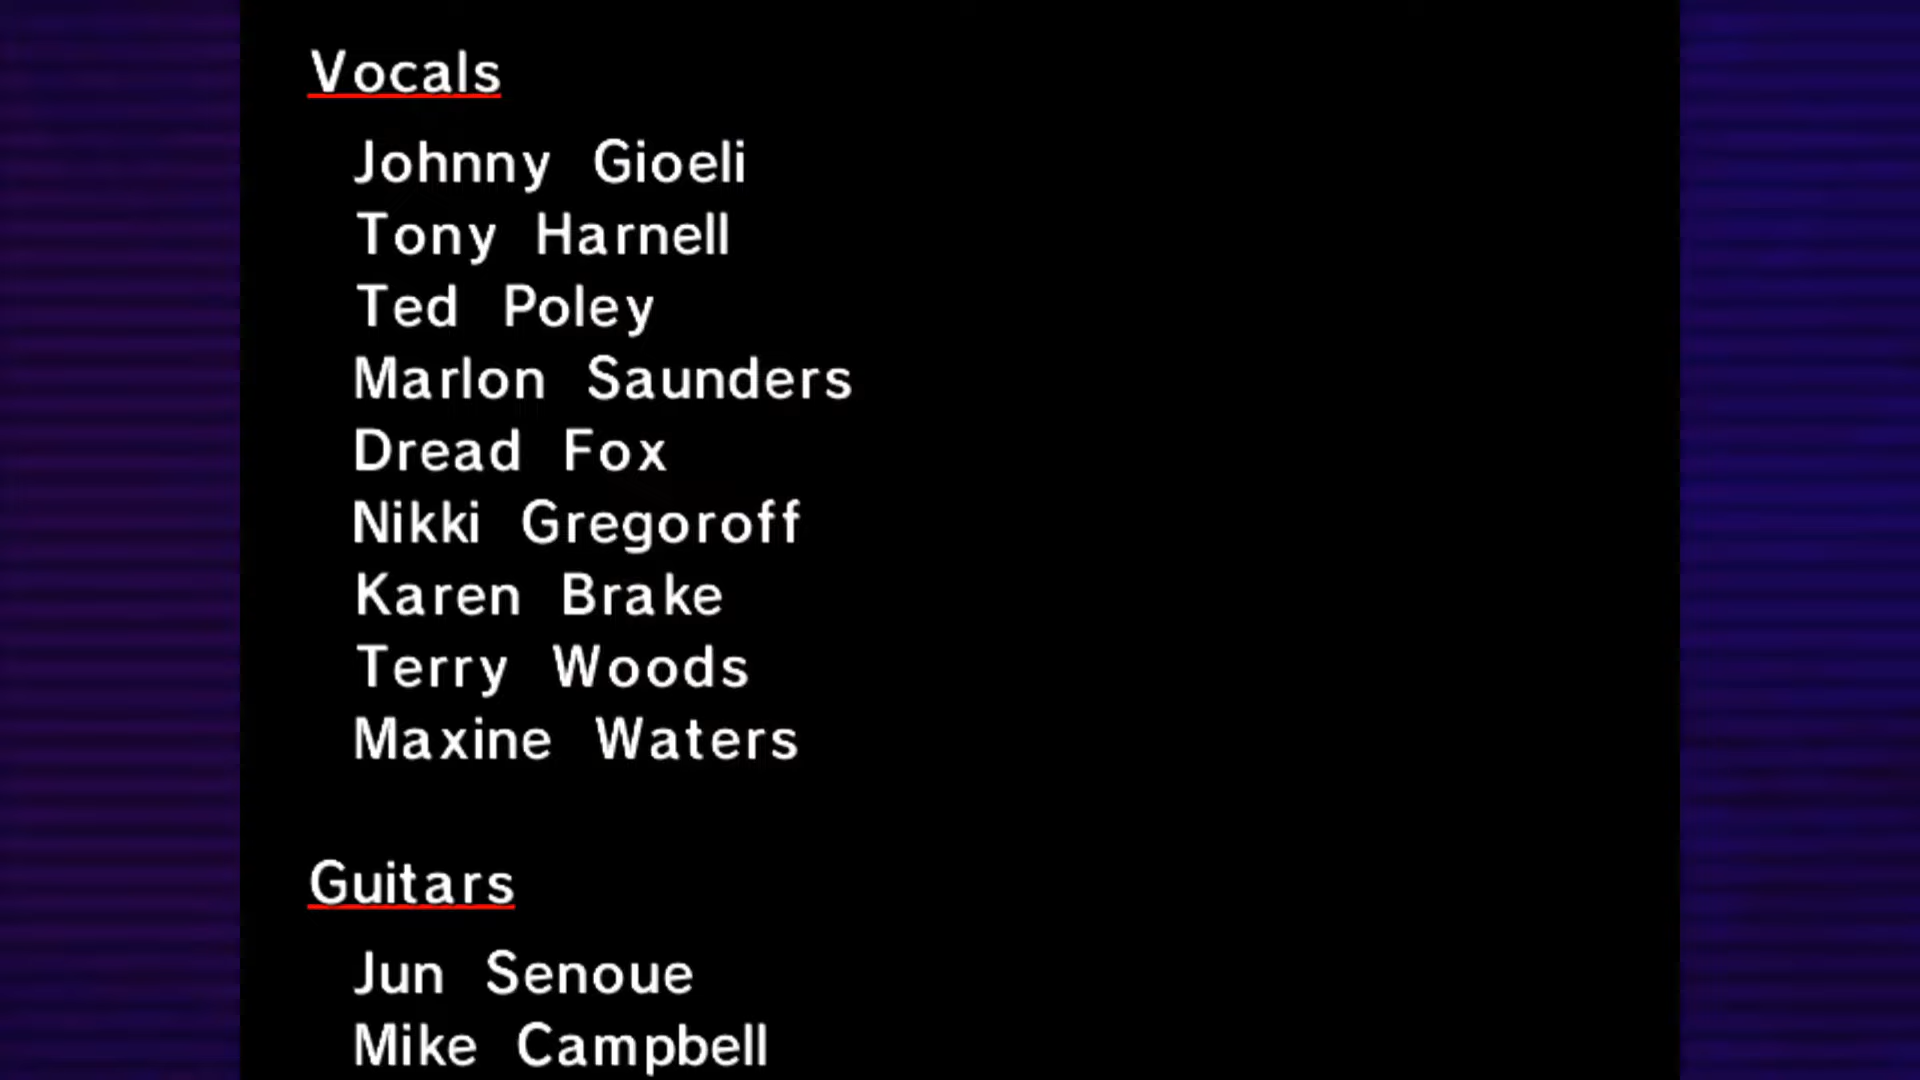 Vocals
Johnny Gioeli
Tony Harnell
Ted Poley
Marlon Saunders
Dread Fox
Nikki Gregoroff
Karen Brake
Terry Woods
Maxine Waters
Guitars
Jun Senoue
Mike Campbell